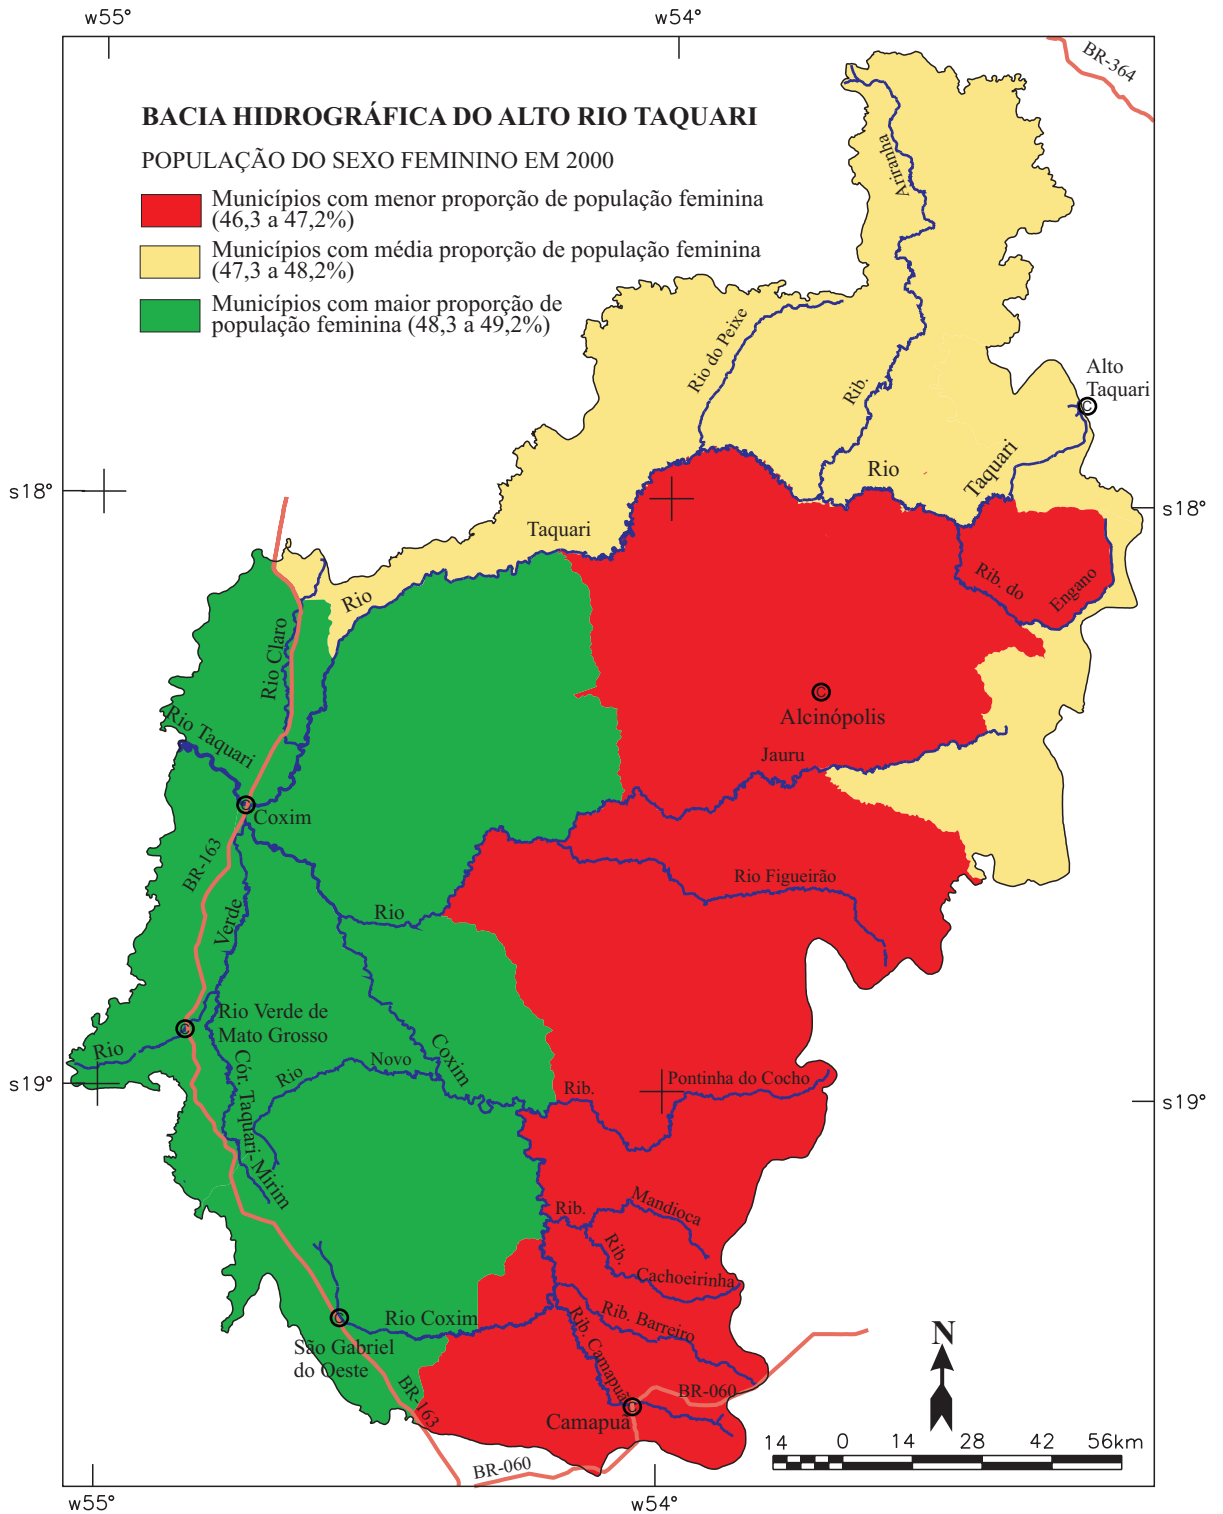 w55°
w54°
BR-364
BACIA HIDROGRÁFICA DO ALTO RIO TAQUARI
POPULAÇÃO DO SEXO FEMININO EM 2000
Municípios com menor proporção de população feminina
(46,3 a 47,2%)
Municípios com média proporção de população feminina
(47,3 a 48,2%)
Municípios com maior proporção de
população feminina (48,3 a 49,2%)
Ariranha
Rio do Peixe
Rib.
Alto
Taquari
C
Rio
Taquari
s18°
s18°
Taquari
Rio
Rib. do
Engano
Rio Claro
C
Alcinópolis
Rio Taquari
Jauru
C
Coxim
BR-163
Rio Figueirão
Verde
Rio
Rio Verde de
Mato Grosso
C
Rio
Coxim
Novo
Rio
Cór. Taquari-Mirim
Rib.
Pontinha do Cocho
s19°
s19°
Rib.
Mandioca
Rib.
Cachoeirinha
Rio Coxim
Rib. Barreiro
Rib. Camapuã
C
São Gabriel
do Oeste
BR-163
BR-060
C
Camapuã
BR-060
N
14 0 14 28 42 56km
w55°
w54°